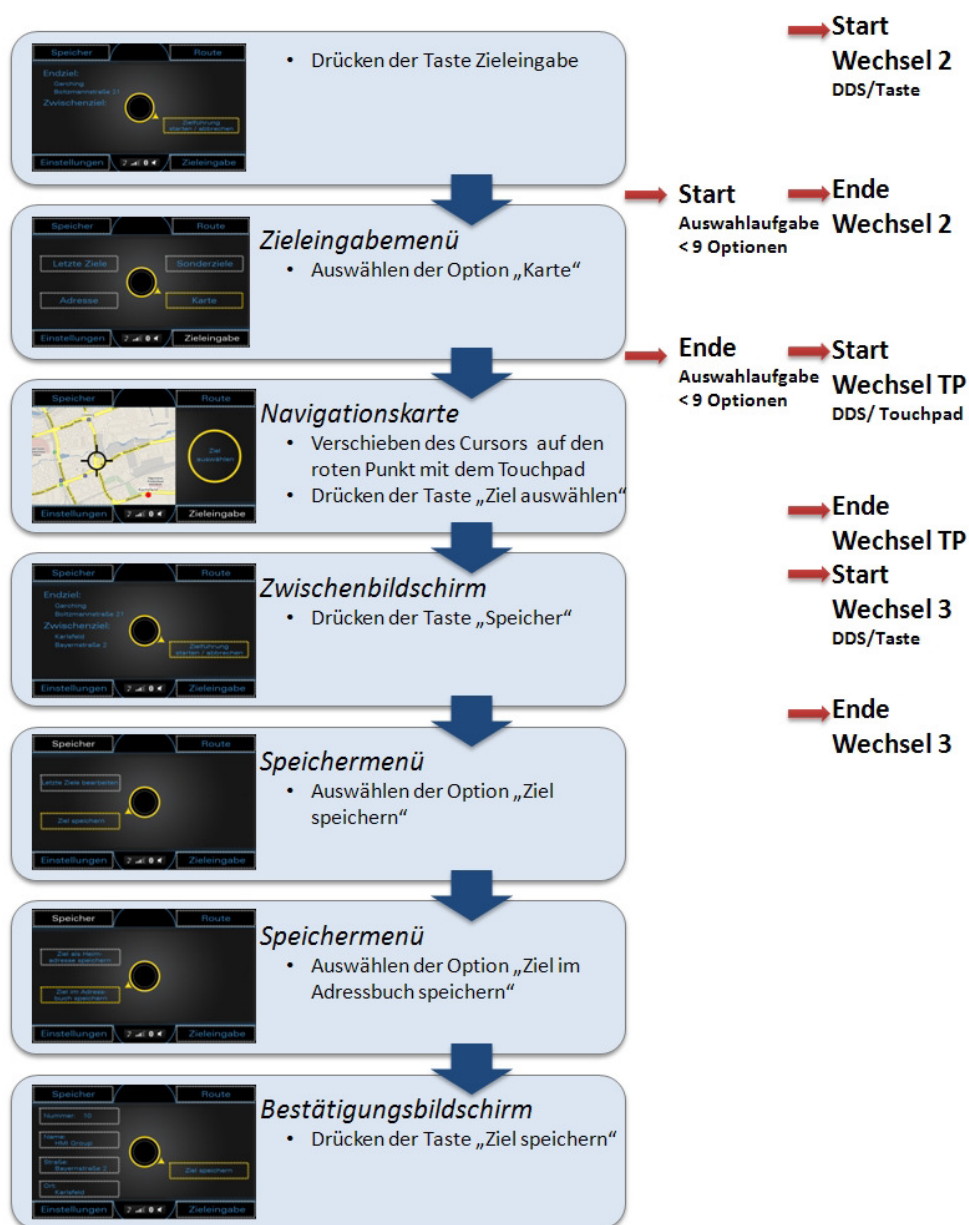 Speicher
Route
Endziel:
Garching
Boltzmannstraße 21
Zwischenziel:
Zielführung
starten / abbrechen
Einstellungen
Zieleingabe
• Drücken der Taste Zieleingabe
Start
Wechsel 2
DDS/Taste
Speicher
Route
Letzte Ziele
Sonderziele
Adresse
Karte
Einstellungen
Zieleingabe
Zieleingabemenü
• Auswählen der Option „Karte“
Start
Auswahlaufgabe
< 9 Optionen
Ende
Wechsel 2
Speicher
Route
Ziel
auswählen
Einstellungen
Zieleingabe
Navigationskarte
• Verschieben des Cursors auf den
roten Punkt mit dem Touchpad
• Drücken der Taste „Ziel auswählen“
Ende
Auswahlaufgabe
< 9 Optionen
Start
Wechsel TP
DDS/ Touchpad
Ende
Wechsel TP
Speicher
Route
Endziel:
Garching
Boltzmannstraße 21
Zwischenziel:
Karlsfeld
Bayernstraße 2
Zielführung
starten / abbrechen
Einstellungen
Zieleingabe
Zwischenbildschirm
• Drücken der Taste „Speicher“
Start
Wechsel 3
DDS/Taste
Ende
Wechsel 3
Speicher
Route
Letzte Ziele bearbeiten
Ziel speichern
Einstellungen
Zieleingabe
Speichermenü
• Auswählen der Option „Ziel
speichern“
Speicher
Route
Ziel als Heim-
adresse speichern
Ziel im Adress-
buch speichern
Einstellungen
Zieleingabe
Speichermenü
• Auswählen der Option „Ziel im
Adressbuch speichern“
Speicher
Route
Nummer: 10
Name:
HMI Group
Straße:
Bayernstraße 2
Ort:
Karlsfeld
Ziel speichern
Einstellungen
Zieleingabe
Bestätigungsbildschirm
• Drücken der Taste „Ziel speichern“